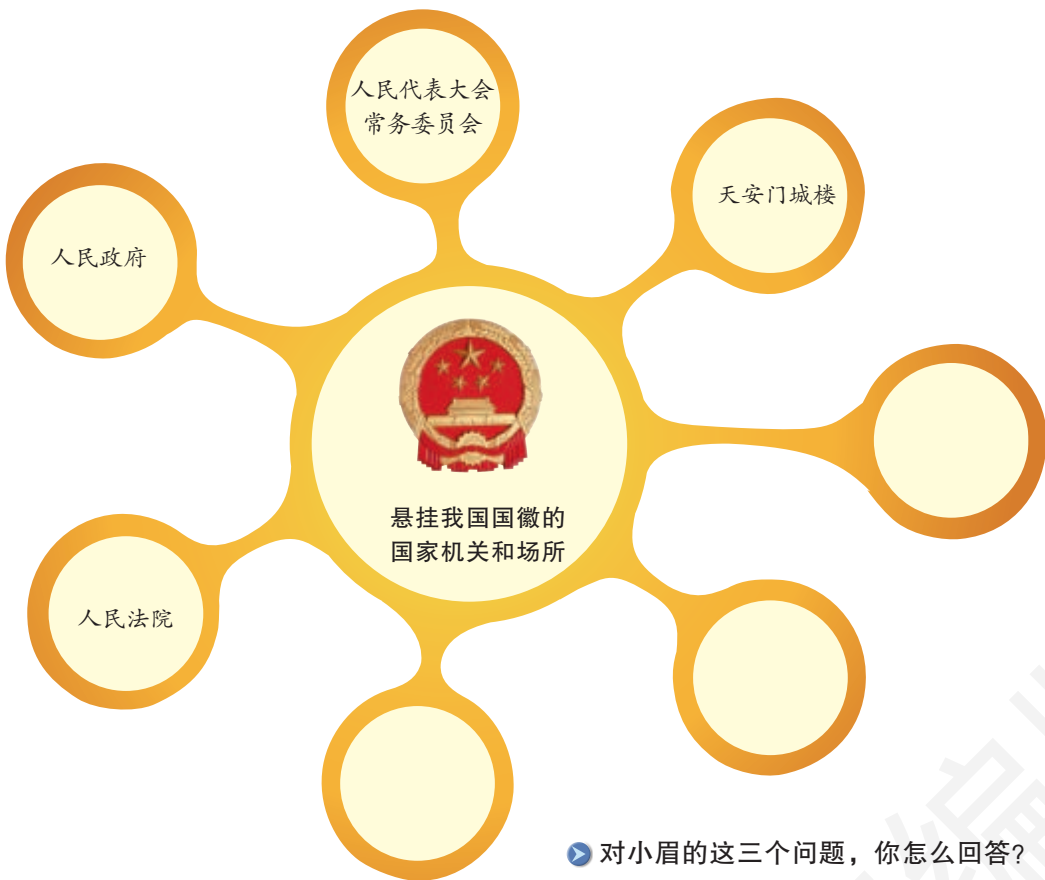 人民代表大会
常务委员会
天安门城楼
人民政府
悬挂我国国徽的
国家机关和场所
人民法院
对小眉的这三个问题，你怎么回答？